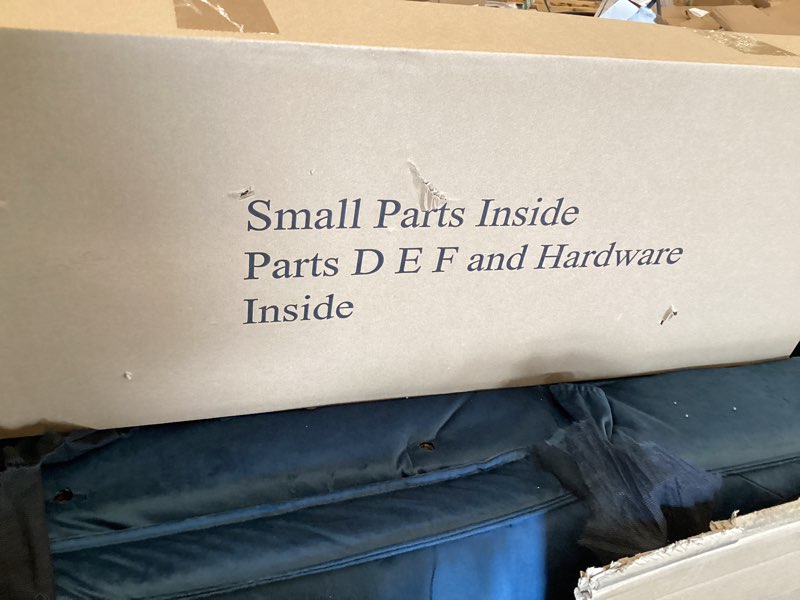 Small Parts Inside
Parts D E F and Hardware
Inside